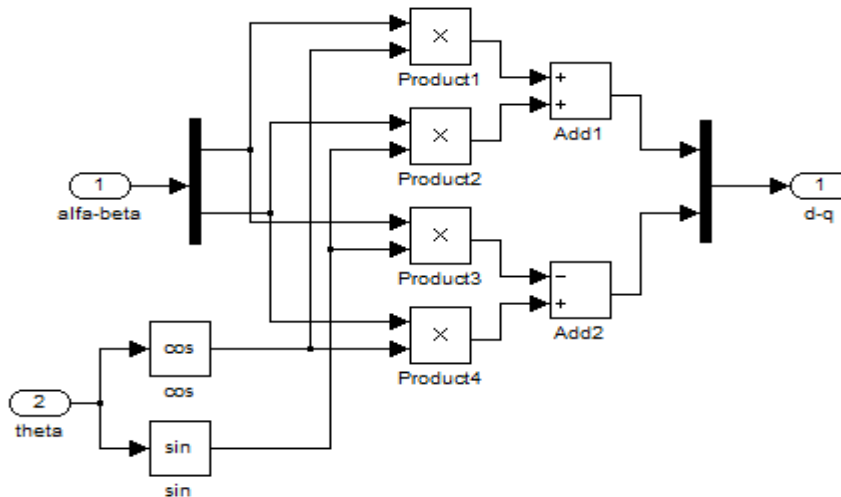 ×
Product1
+
+
Add1
×
Product2
1
alfa-beta
1
d-q
×
Product3
−
+
Add2
×
Product4
cos
cos
2
theta
sin
sin